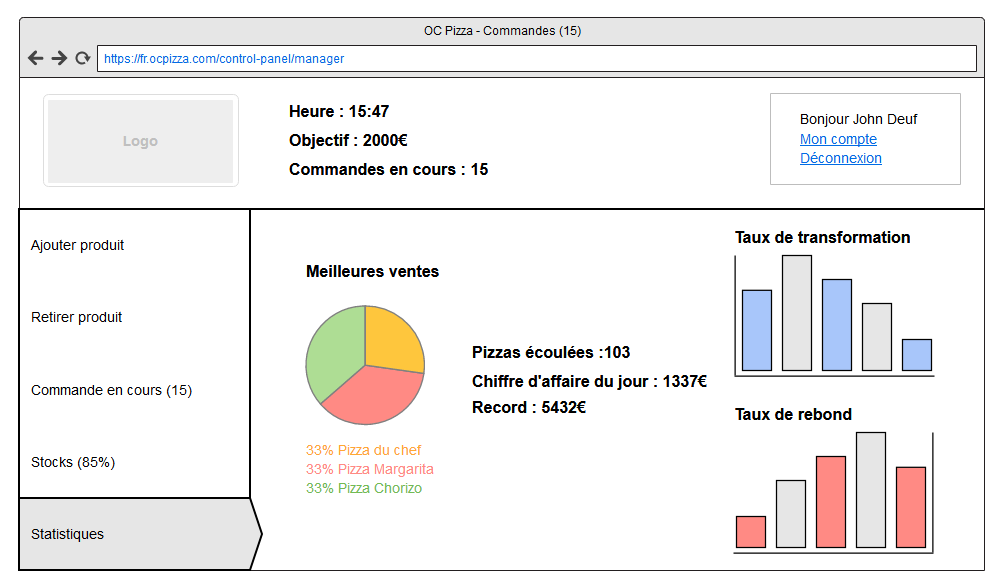 OC Pizza - Commandes (15)
https://fr.ocpizza.com/control-panel/manager
Logo
Heure : 15:47
Objectif : 2000€
Commandes en cours : 15
Bonjour John Deuf
Mon compte
Déconnexion
Ajouter produit
Retirer produit
Commande en cours (15)
Stocks (85%)
Statistiques
Meilleures ventes
33% Pizza du chef
33% Pizza Margarita
33% Pizza Chorizo
Pizzas écoulées :103
Chiffre d'affaire du jour : 1337€
Record : 5432€
Taux de transformation
Taux de rebond